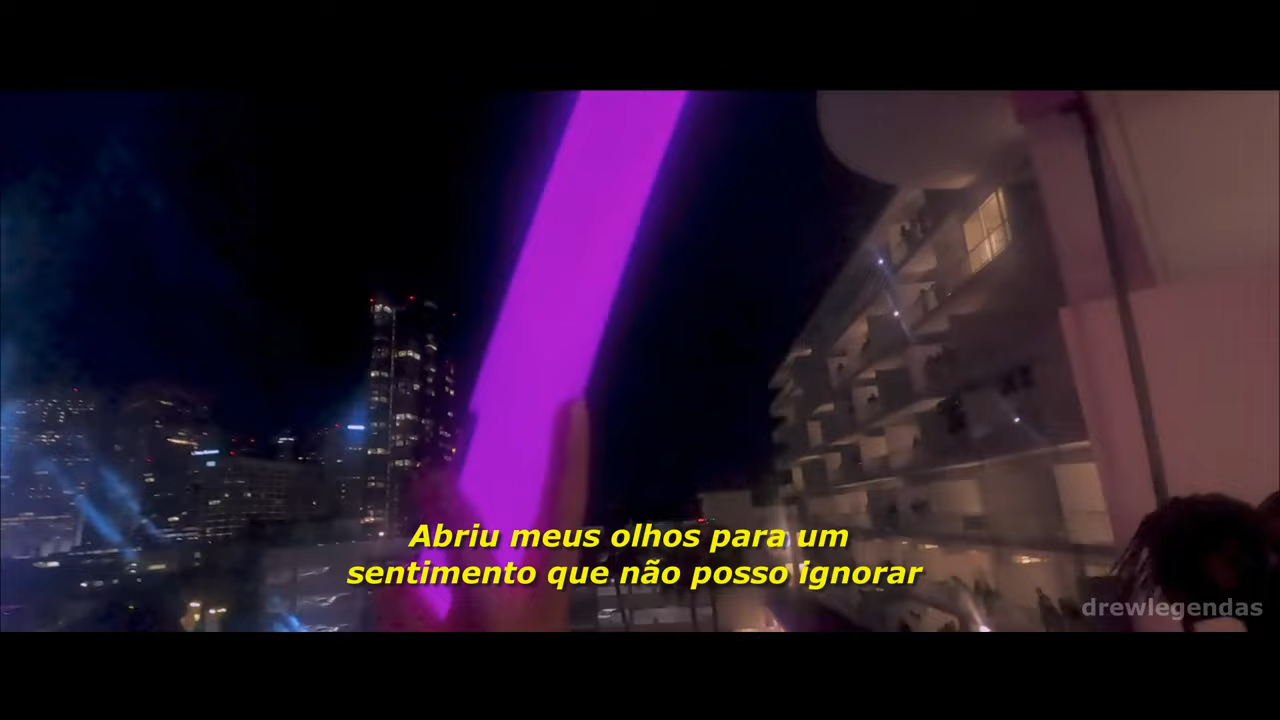 Abriu meus olhos para um
sentimento que não posso ignorar
drewlegendas